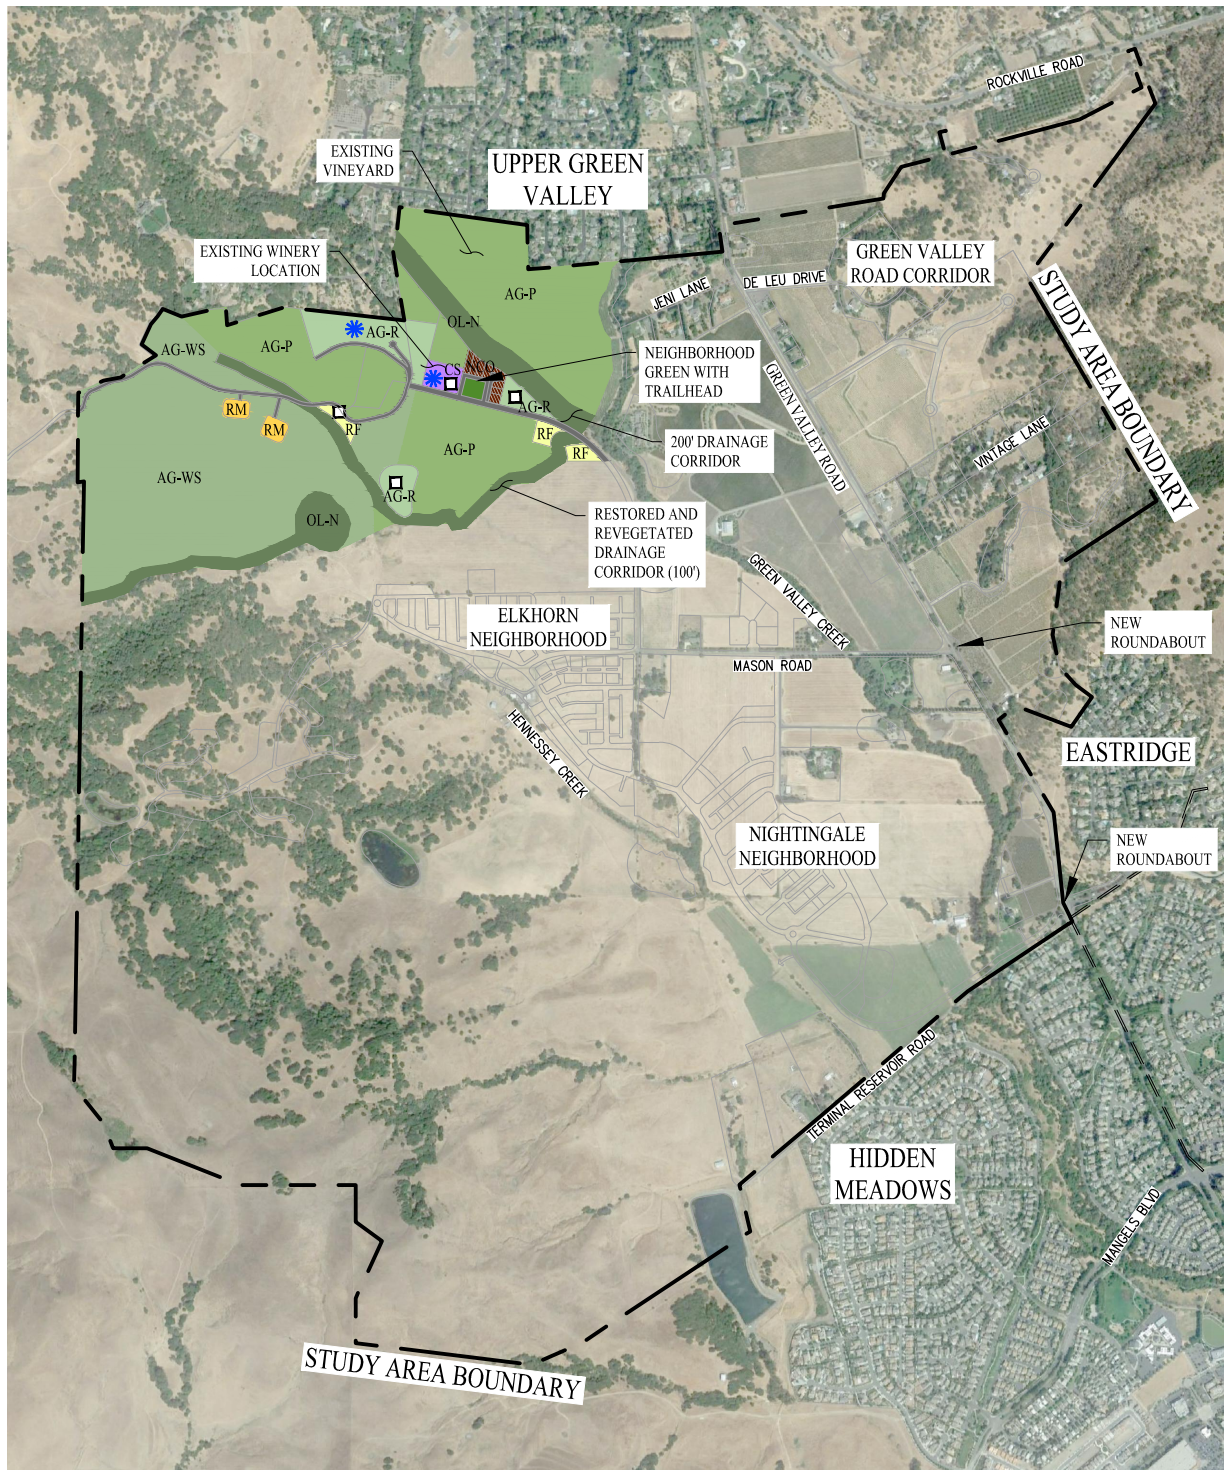 ROCKVILLE ROAD
EXISTING
VINEYARD
UPPER GREEN
VALLEY
EXISTING WINERY
LOCATION
GREEN VALLEY
ROAD CORRIDOR
STUDY AREA BOUNDARY
JENI LANE
DE LEU DRIVE
AG-P
OL-N
AG-R
AG-WS
AG-P
CS
NCO
NEIGHBORHOOD
GREEN WITH
TRAILHEAD
GREEN VALLEY ROAD
AG-R
RM
RM
RF
RF
RF
AG-P
200' DRAINAGE
CORRIDOR
VINTAGE LANE
AG-WS
AG-R
OL-N
RESTORED AND
REVEGETATED
DRAINAGE
CORRIDOR (100')
GREEN VALLEY CREEK
ELKHORN
NEIGHBORHOOD
NEW
ROUNDABOUT
MASON ROAD
HENNESSEY CREEK
EASTRIDGE
NIGHTINGALE
NEIGHBORHOOD
NEW
ROUNDABOUT
TERMINAL RESERVOIR ROAD
HIDDEN
MEADOWS
MANGELS BLVD
STUDY AREA BOUNDARY